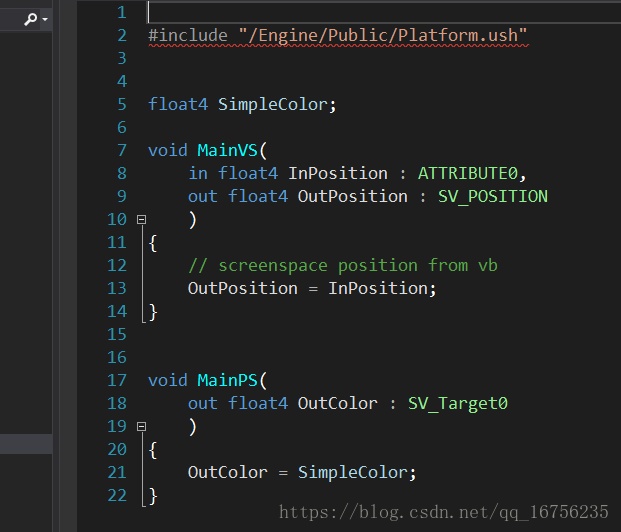 1
2 #include "/Engine/Public/Platform.ush"
3
4
5 float4 SimpleColor;
6
7 void MainVS(
8 in float4 InPosition : ATTRIBUTE0,
9 out float4 OutPosition : SV_POSITION
10 )
11 {
12 // screenspace position from vb
13 OutPosition = InPosition;
14 }
15
16
17 void MainPS(
18 out float4 OutColor : SV_Target0
19 )
20 {
21 OutColor = SimpleColor;
22 }
https://blog.csdn.net/qq_16756235